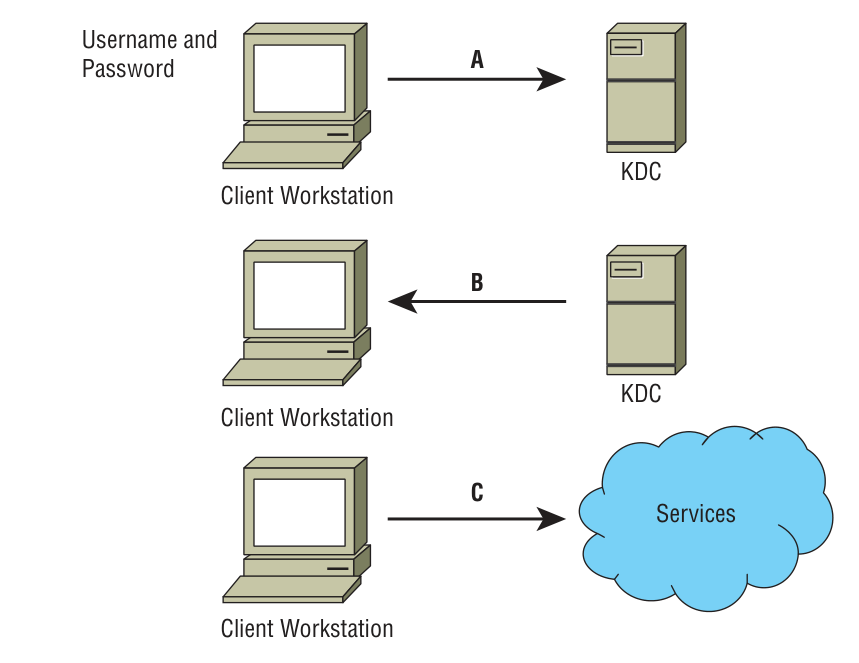 Username and
Password
A
KDC
Client Workstation
B
KDC
Client Workstation
C
Services
Client Workstation